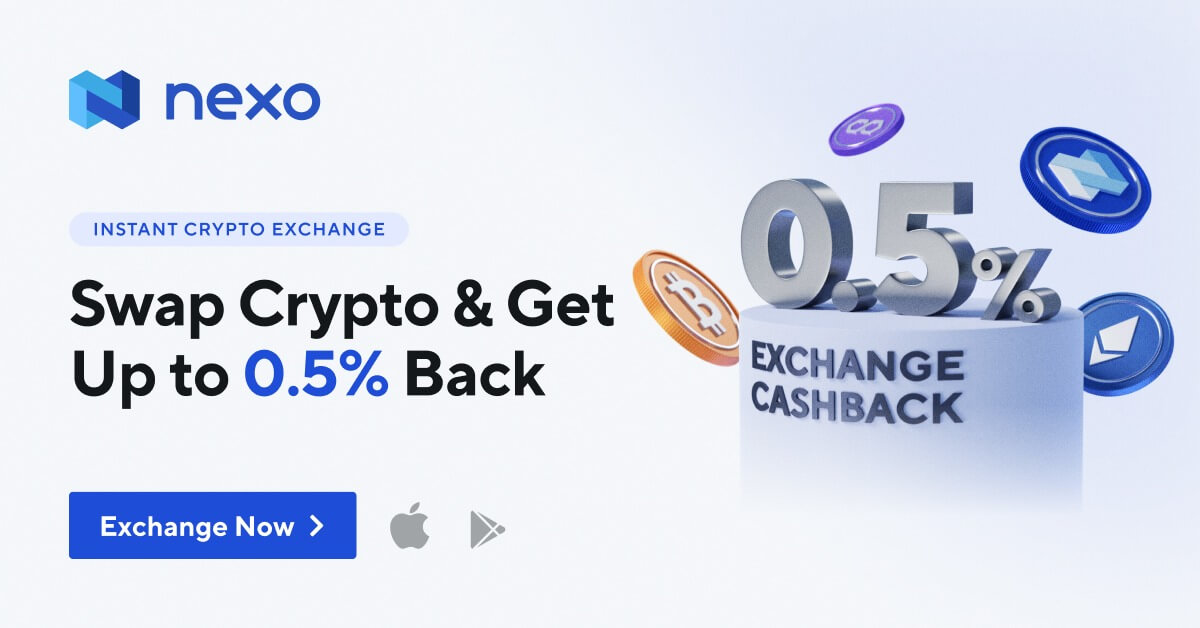 nexo
INSTANT CRYPTO EXCHANGE
Swap Crypto & Get
Up to 0.5% Back
Exchange Now
0.5%
EXCHANGE
CASHBACK